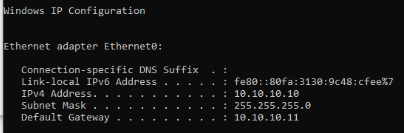 Windows IP Configuration
Ethernet adapter Ethernet0:
Connection-specific DNS Suffix . :
Link-local IPv6 Address . . . . . : fe80::80fa:3130:9c48:cfee%7
IPv4 Address. . . . . . . . . . . : 10.10.10.10
Subnet Mask . . . . . . . . . . . : 255.255.255.0
Default Gateway . . . . . . . . . : 10.10.10.11